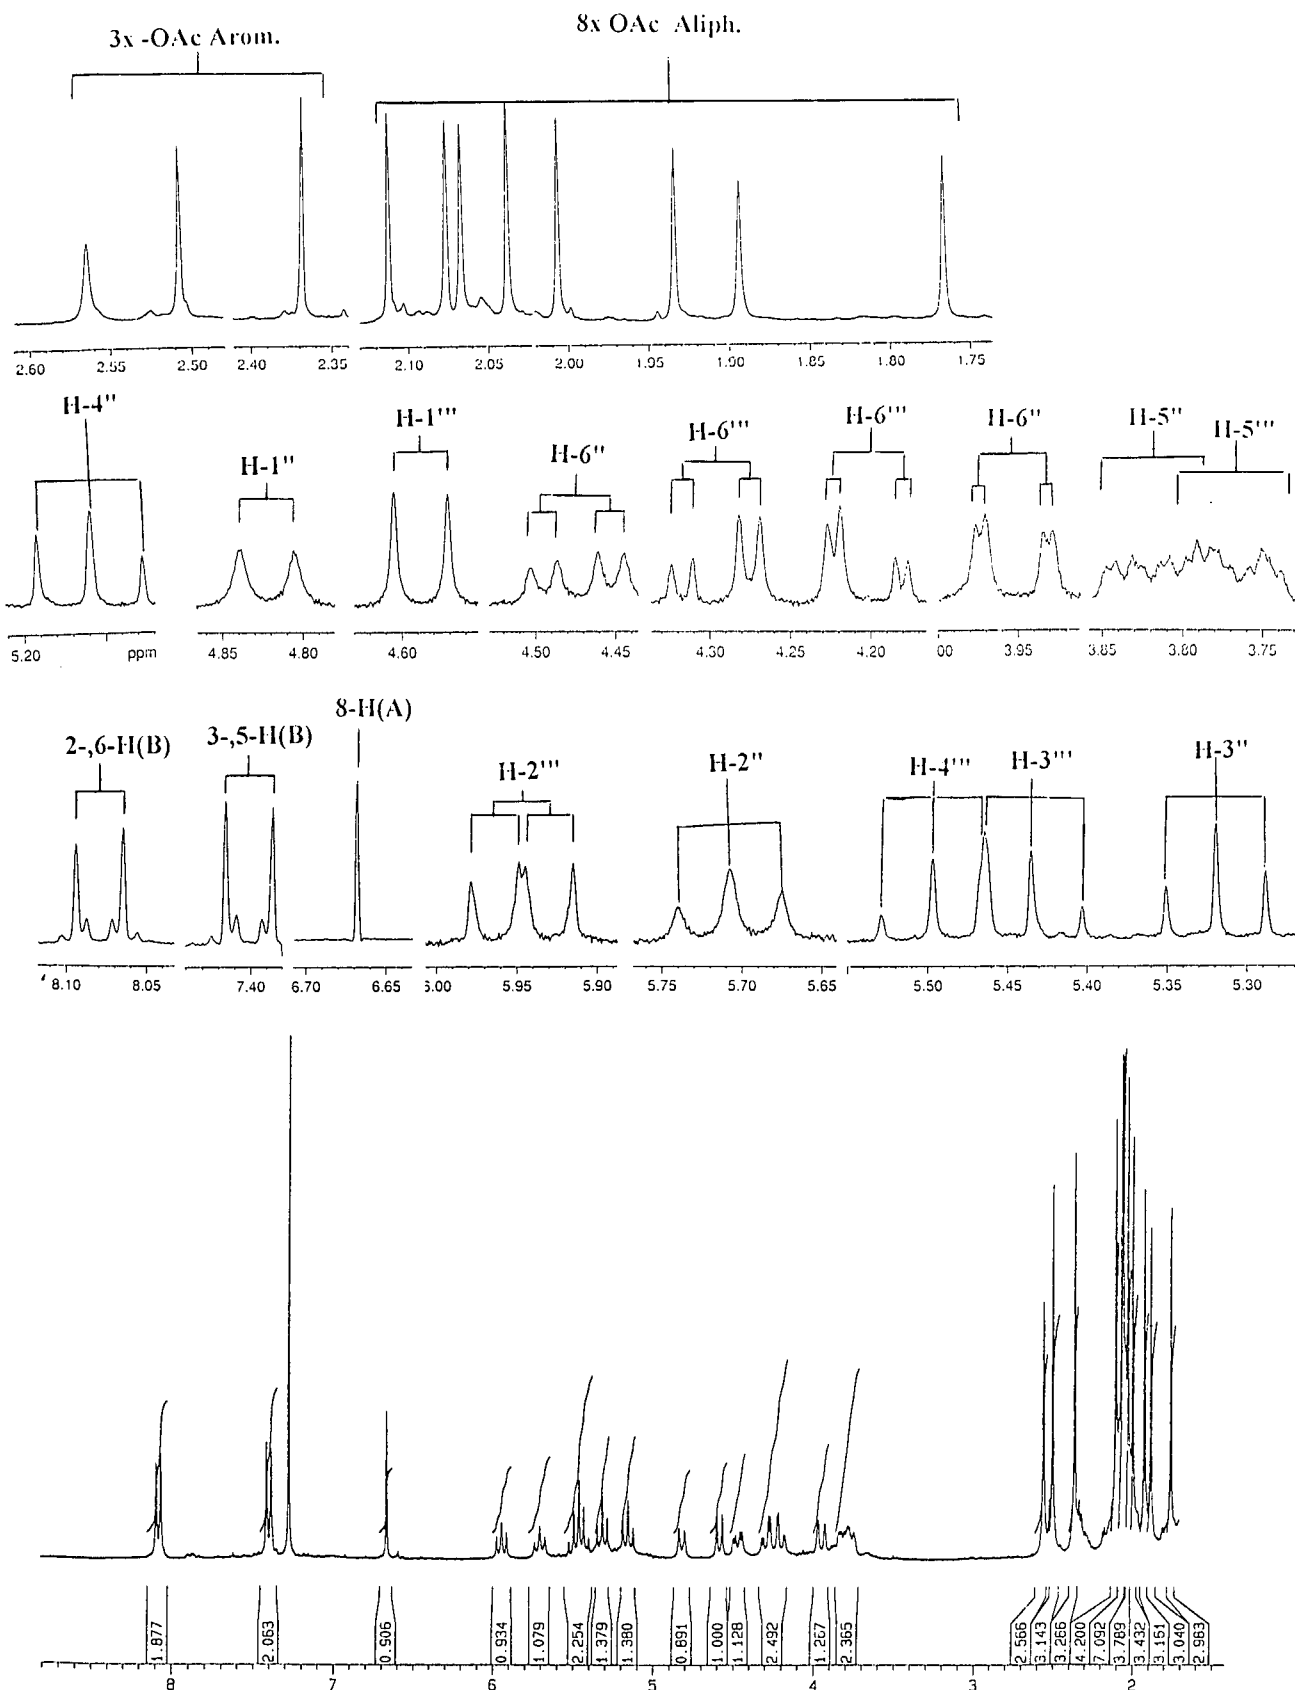 3x -OAc Arom.
8x OAc Aliph.
2.60 2.55 2.50 2.40 2.35 2.10 2.05 2.00 1.95 1.90 1.85 1.80 1.75
H-4'' H-1'' H-1''' H-6'' H-6''' H-6''' H-6'' H-5'' H-5'''
5.20 ppm 4.85 4.80 4.60 4.50 4.45 4.30 4.25 4.20 00 3.95 3.85 3.80 3.75
2-,6-H(B) 3-,5-H(B) 8-H(A) H-2''' H-2'' H-4''' H-3''' H-3''
8.10 8.05 7.40 6.70 6.65 6.00 5.95 5.90 5.75 5.70 5.65 5.50 5.45 5.40 5.35 5.30
1.877 2.063 0.906 0.934 1.079 2.254 1.379 1.380 0.891 1.000 1.128 2.492 1.267 2.365 2.566 3.143 3.266 4.200 7.092 3.789 3.432 3.151 3.040 2.983
8 7 6 5 4 3 2